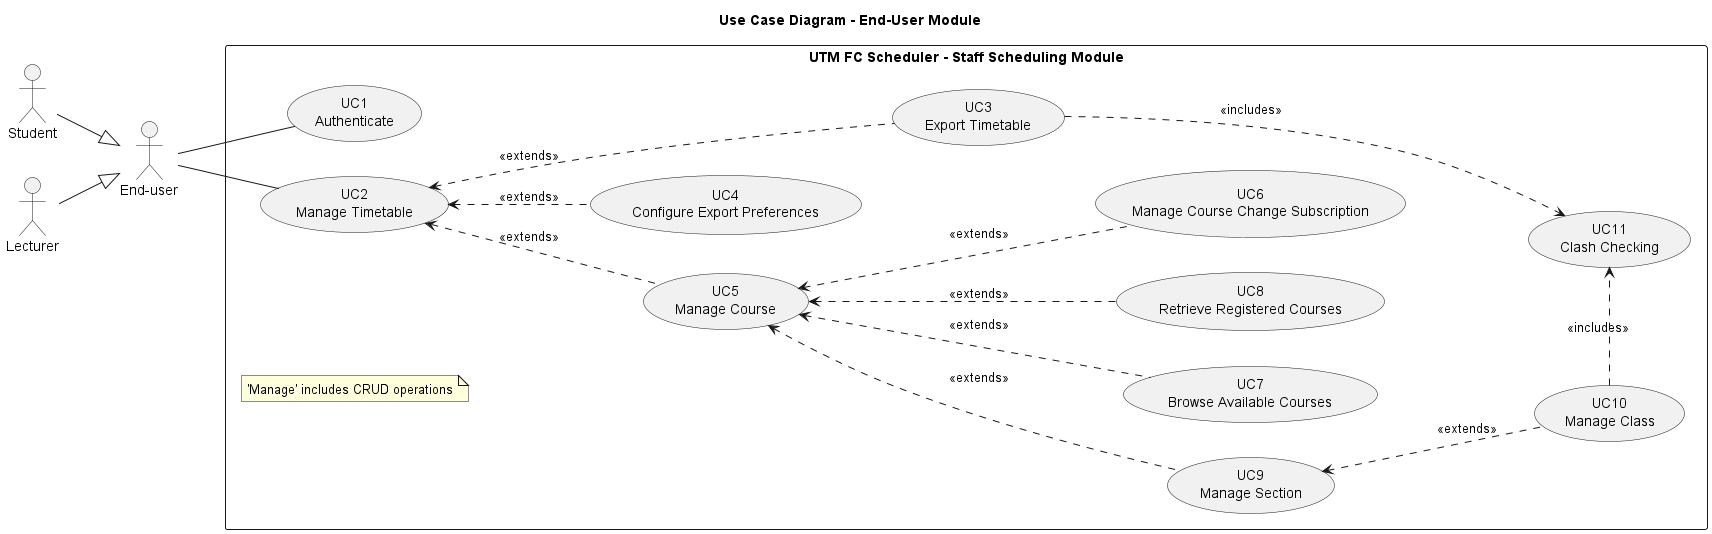 Use Case Diagram - End-User Module
UTM FC Scheduler - Staff Scheduling Module
Student
Lecturer
End-user
UC1
Authenticate
UC2
Manage Timetable
'Manage' includes CRUD operations
«extends»
«extends»
«extends»
UC3
Export Timetable
UC4
Configure Export Preferences
UC5
Manage Course
«extends»
«extends»
«extends»
«extends»
UC6
Manage Course Change Subscription
UC8
Retrieve Registered Courses
UC7
Browse Available Courses
UC9
Manage Section
«includes»
«extends»
UC11
Clash Checking
«includes»
UC10
Manage Class